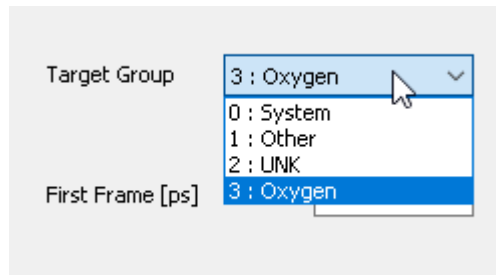 Target Group
3 : Oxygen
0 : System
1 : Other
2 : UNK
3 : Oxygen
First Frame [ps]